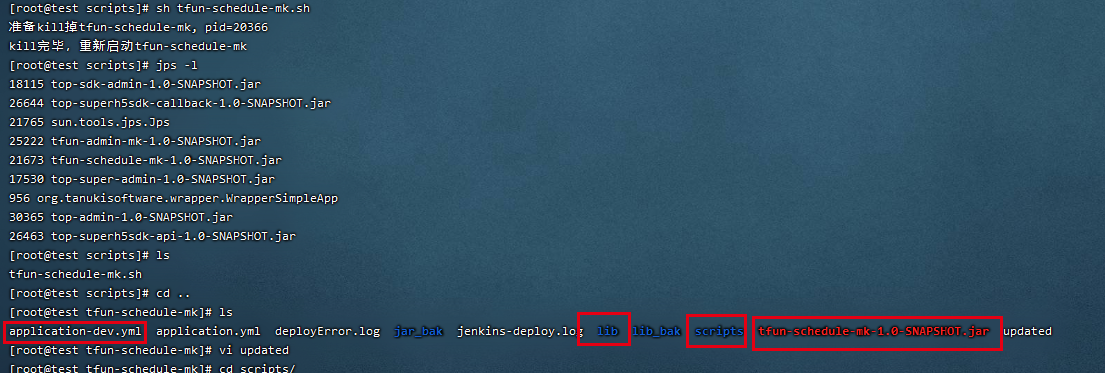 [root@test scripts]# sh tfun-schedule-mk.sh
准备kill掉tfun-schedule-mk, pid=20366
kill完毕, 重新启动tfun-schedule-mk
[root@test scripts]# jps -l
18115 top-sdk-admin-1.0-SNAPSHOT.jar
26644 top-superh5sdk-callback-1.0-SNAPSHOT.jar
21765 sun.tools.jps.Jps
25222 tfun-admin-mk-1.0-SNAPSHOT.jar
21673 tfun-schedule-mk-1.0-SNAPSHOT.jar
17530 top-super-admin-1.0-SNAPSHOT.jar
956 org.tanukisoftware.wrapper.WrapperSimpleApp
30365 top-admin-1.0-SNAPSHOT.jar
26463 top-superh5sdk-api-1.0-SNAPSHOT.jar
[root@test scripts]# ls
tfun-schedule-mk.sh
[root@test scripts]# cd ..
[root@test tfun-schedule-mk]# ls
application-dev.yml application.yml deployError.log jar_bak jenkins-deploy.log lib lib_bak scripts tfun-schedule-mk-1.0-SNAPSHOT.jar updated
[root@test tfun-schedule-mk]# vi updated
[root@test tfun-schedule-mk]# cd scripts/